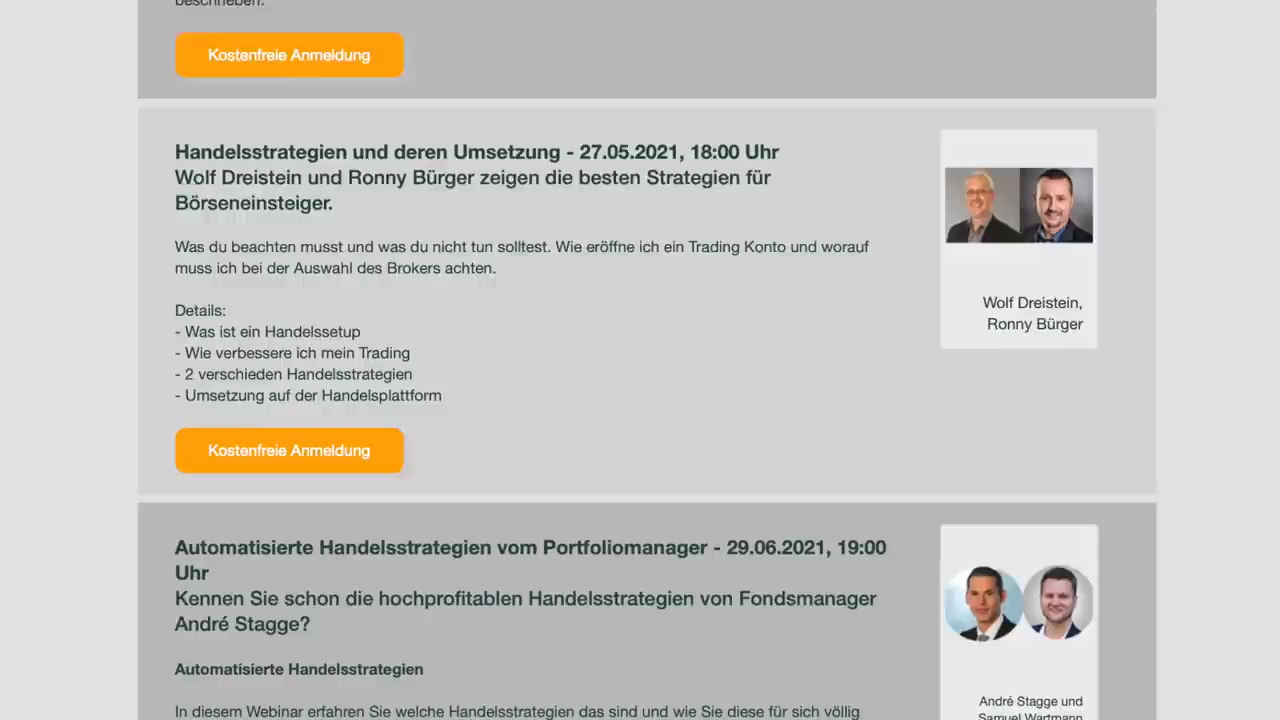 beschrieben.
Kostenfreie Anmeldung
Handelsstrategien und deren Umsetzung - 27.05.2021, 18:00 Uhr
Wolf Dreistein und Ronny Bürger zeigen die besten Strategien für
Börseneinsteiger.
Was du beachten musst und was du nicht tun solltest. Wie eröffne ich ein Trading Konto und worauf
muss ich bei der Auswahl des Brokers achten.
Details:
- Was ist ein Handelssetup
- Wie verbessere ich mein Trading
- 2 verschieden Handelsstrategien
- Umsetzung auf der Handelsplattform
Kostenfreie Anmeldung
Wolf Dreistein,
Ronny Bürger
Automatisierte Handelsstrategien vom Portfoliomanager - 29.06.2021, 19:00
Uhr
Kennen Sie schon die hochprofitablen Handelsstrategien von Fondsmanager
André Stagge?
Automatisierte Handelsstrategien
In diesem Webinar erfahren Sie welche Handelsstrategien das sind und wie Sie diese für sich völlig
André Stagge und
Samuel Wartmann